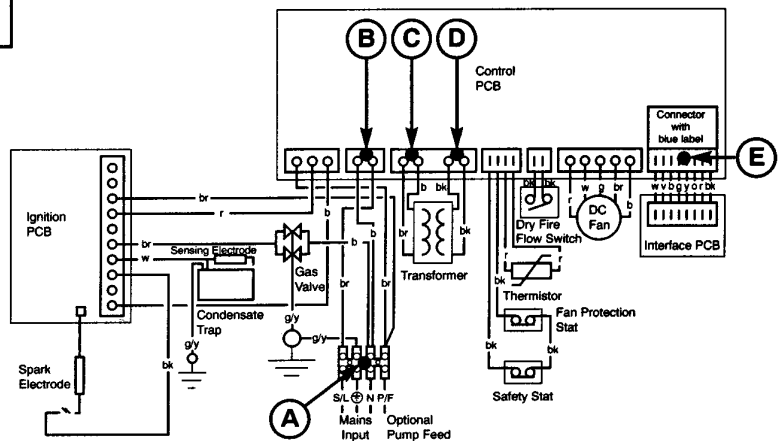 B
C
D
Control
PCB
Connector
with
blue label
E
Ignition
PCB
br
r
b
br
w
Sensing Electrode
Condensate
Trap
Gas
Valve
g/y
g/y
g/y
bk
Spark
Electrode
b
br
b
br
br
b
bk
bk
Transformer
bk
bk
Dry Fire
Flow Switch
r
w
g
br
b
DC
Fan
w v b g y o r bk
Interface PCB
r
r
Thermistor
bk
bk
Fan Protection
Stat
bk
Safety Stat
A
S/L
N
P/F
Mains
Input
Optional
Pump Feed